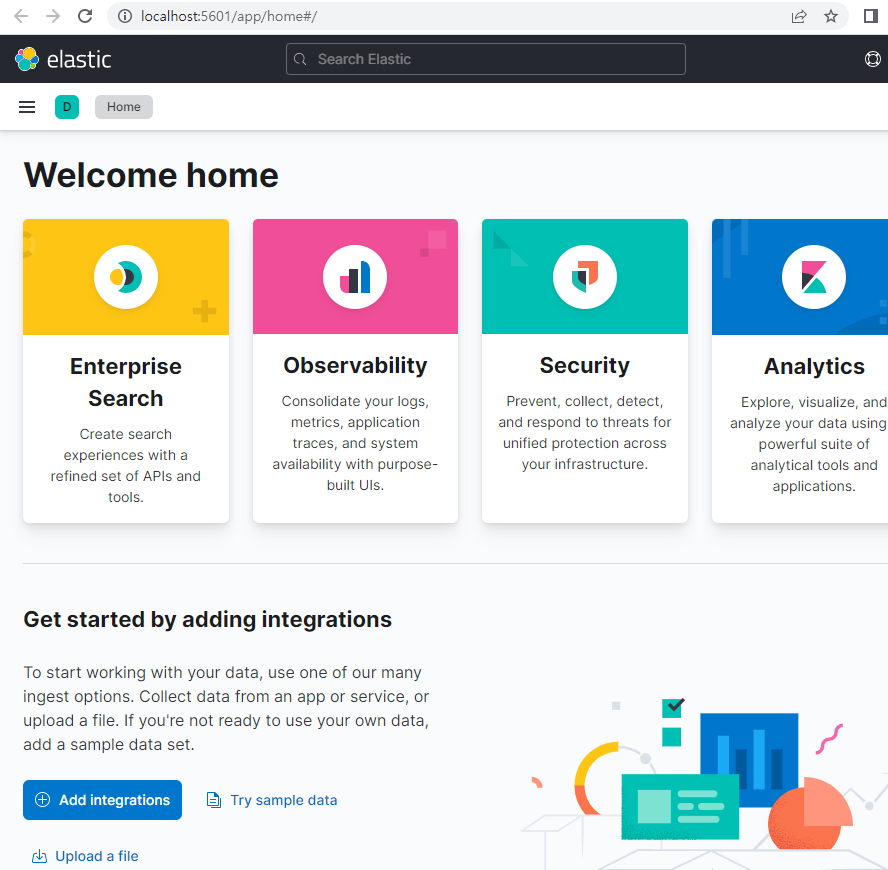 localhost:5601/app/home#/
elastic
Search Elastic
D
Home
Welcome home
Enterprise
Search
Create search
experiences with a
refined set of APIs and
tools.
Observability
Consolidate your logs,
metrics, application
traces, and system
availability with purpose-
built UIs.
Security
Prevent, collect, detect,
and respond to threats for
unified protection across
your infrastructure.
Analytics
Explore, visualize, and
analyze your data using
powerful suite of
analytical tools and
applications.
Get started by adding integrations
To start working with your data, use one of our many
ingest options. Collect data from an app or service, or
upload a file. If you're not ready to use your own data,
add a sample data set.
Add integrations
Try sample data
Upload a file